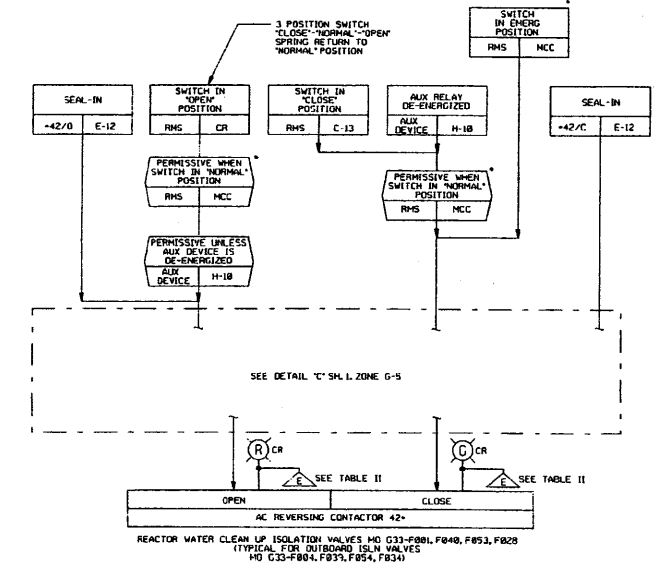 3 POSITION SWITCH
"CLOSE"-"NORMAL"-"OPEN"
SPRING RETURN TO
"NORMAL" POSITION
SWITCH
IN EMERG
POSITION
*
RMS MCC
SEAL-IN
*42/O E-12
SWITCH IN
"OPEN"
POSITION
RMS CR
SWITCH IN
"CLOSE"
POSITION
RMS C-13
AUX RELAY
DE-ENERGIZED
AUX
DEVICE H-10
SEAL-IN
*42/C E-12
PERMISSIVE WHEN
SWITCH IN "NORMAL"
POSITION
*
RMS MCC
PERMISSIVE WHEN
SWITCH IN "NORMAL"
POSITION
*
RMS MCC
PERMISSIVE UNLESS
AUX DEVICE IS
DE-ENERGIZED
AUX
DEVICE H-10
SEE DETAIL "C" SH. 1. ZONE G-5
R CR
G CR
E SEE TABLE II
E SEE TABLE II
OPEN CLOSE
AC REVERSING CONTACTOR 42*
REACTOR WATER CLEAN UP ISOLATION VALVES MO G33-F001, F040, F053, F028
(TYPICAL FOR OUTBOARD ISLN VALVES
MO G33-F004, F039, F054, F034)